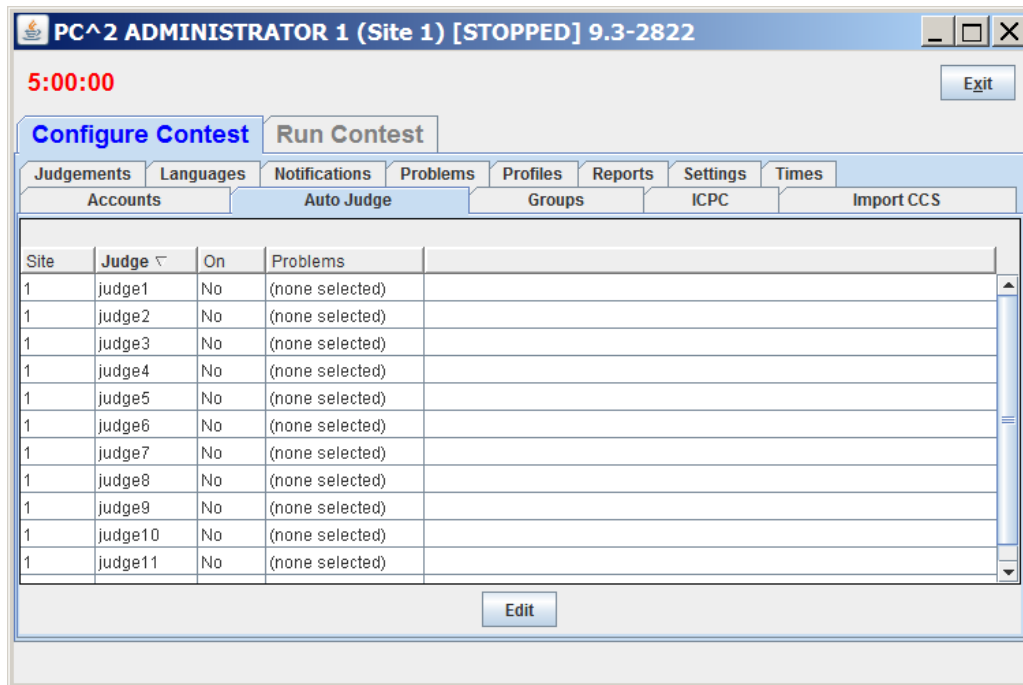 PC^2 ADMINISTRATOR 1 (Site 1) [STOPPED] 9.3-2822
5:00:00 Exit
Configure Contest Run Contest
Judgements Languages Notifications Problems Profiles Reports Settings Times
Accounts Auto Judge Groups ICPC Import CCS
Site Judge On Problems
1 judge1 No (none selected)
1 judge2 No (none selected)
1 judge3 No (none selected)
1 judge4 No (none selected)
1 judge5 No (none selected)
1 judge6 No (none selected)
1 judge7 No (none selected)
1 judge8 No (none selected)
1 judge9 No (none selected)
1 judge10 No (none selected)
1 judge11 No (none selected)
Edit